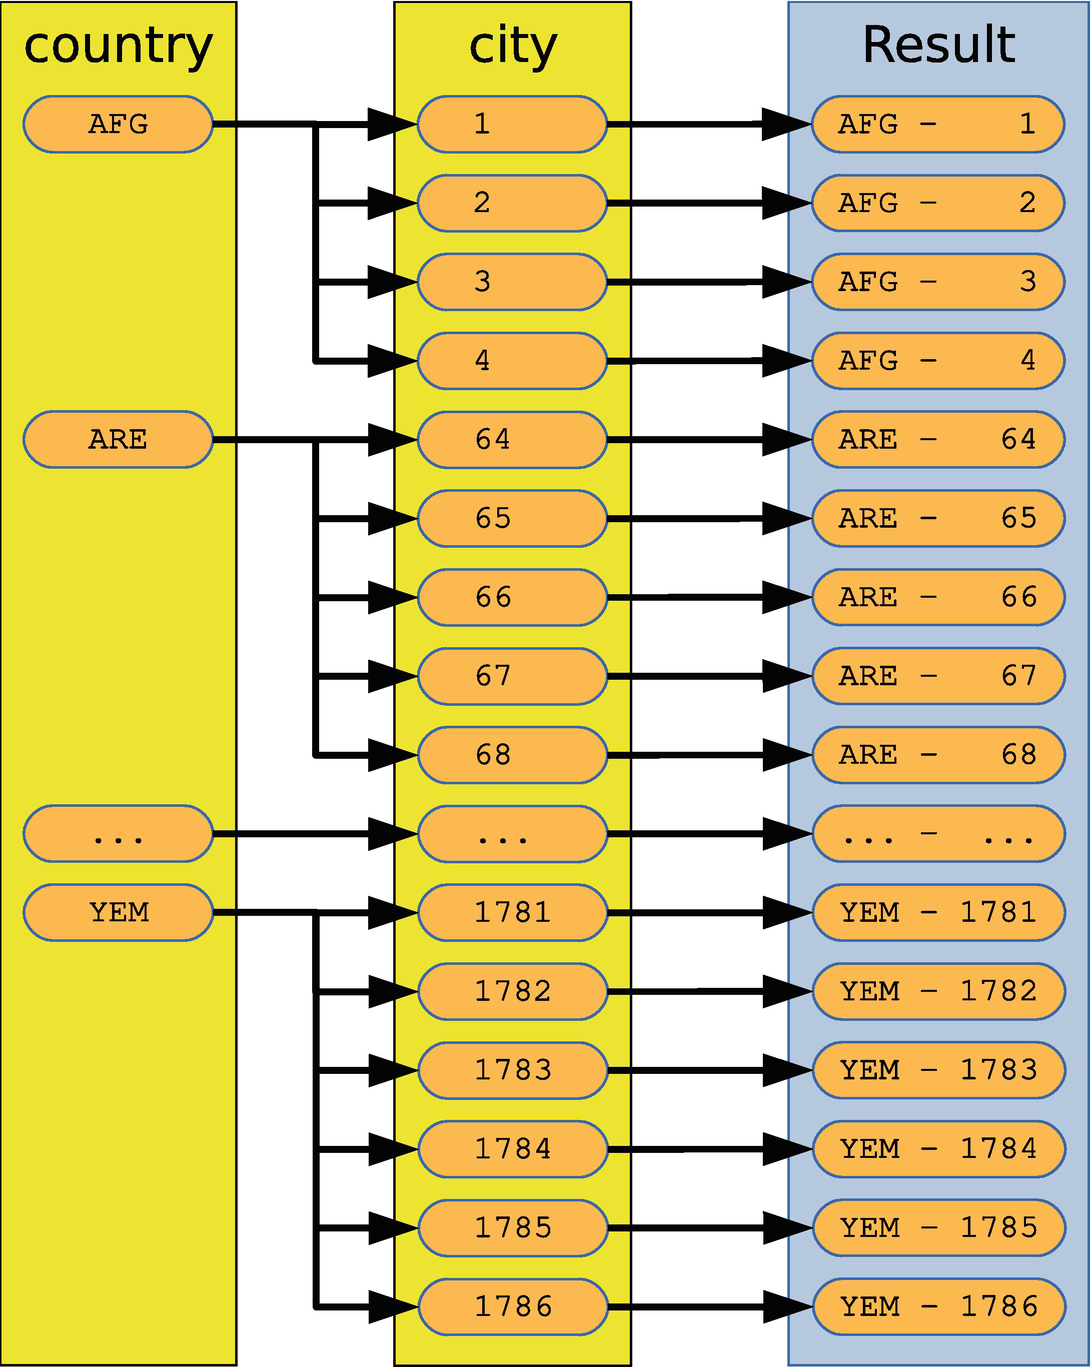 country city Result
AFG 1 AFG - 1
2 AFG - 2
3 AFG - 3
4 AFG - 4
ARE 64 ARE - 64
65 ARE - 65
66 ARE - 66
67 ARE - 67
68 ARE - 68
... ... ... - ...
YEM 1781 YEM - 1781
1782 YEM - 1782
1783 YEM - 1783
1784 YEM - 1784
1785 YEM - 1785
1786 YEM - 1786